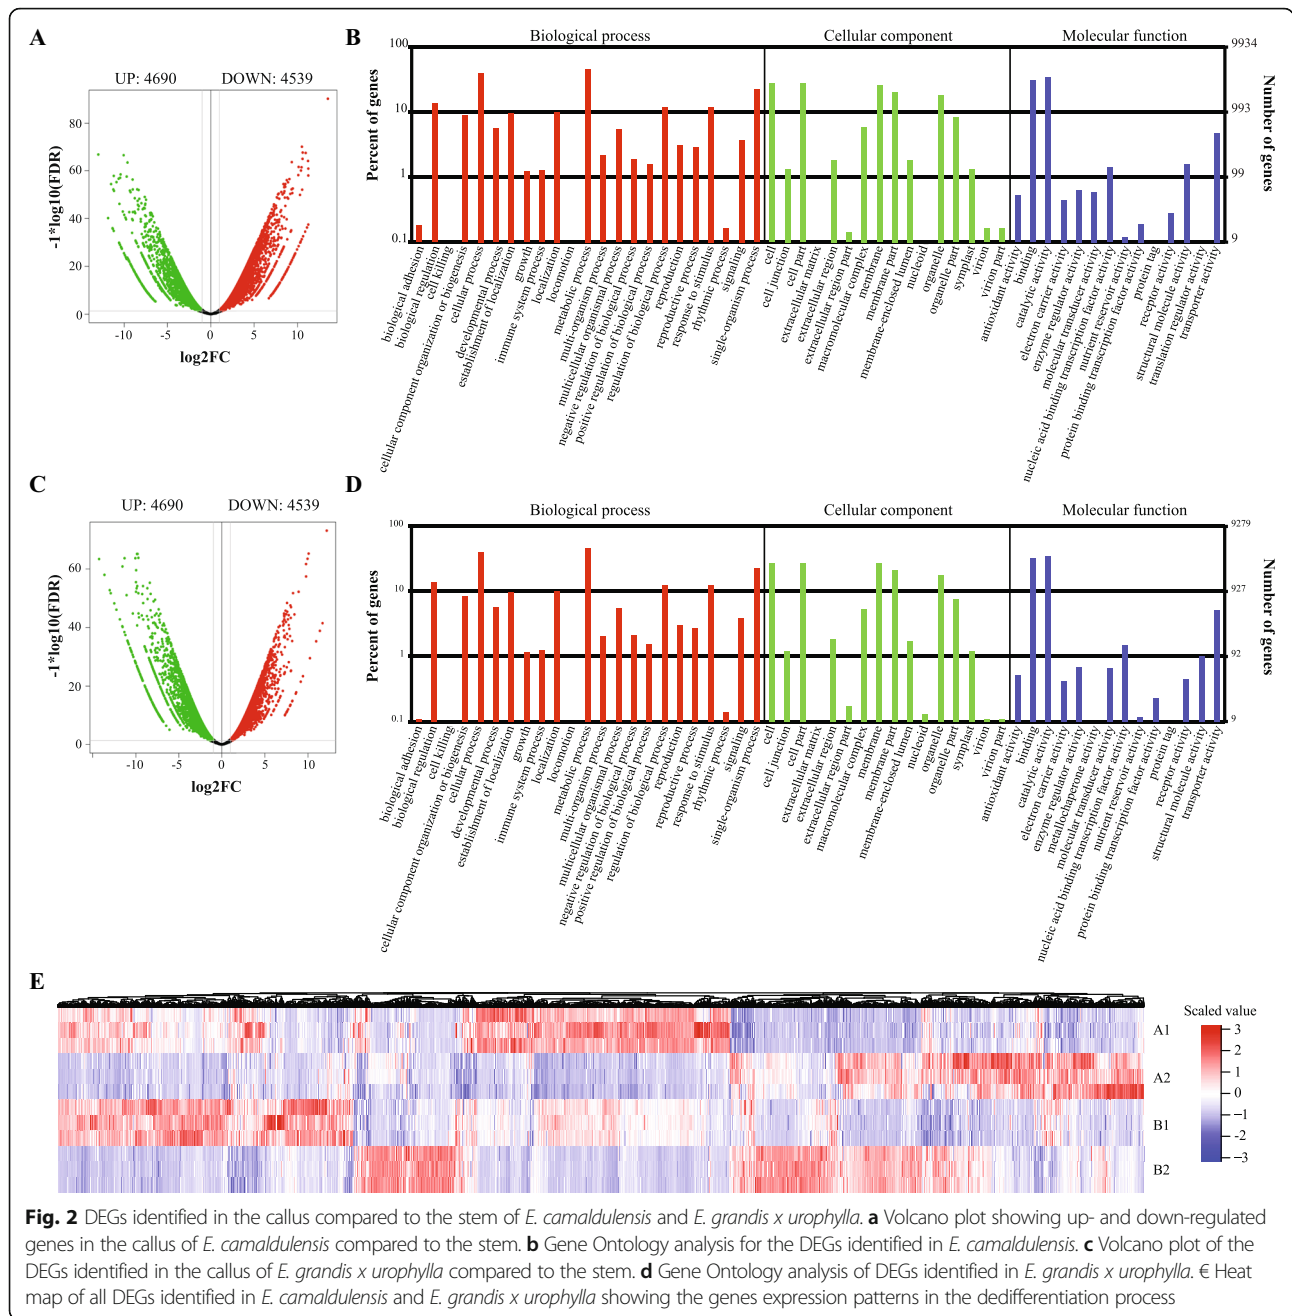 A
UP: 4690 DOWN: 4539
80
60
40
20
0
-10 -5 0 5 10
-1*log10(FDR)
log2FC
B
Biological process Cellular component Molecular function
100
10
1
0.1
Percent of genes
9934
993
99
9
Number of genes
biological adhesion
biological regulation
cell killing
cellular component organization or biogenesis
cellular process
developmental process
establishment of localization
growth
immune system process
localization
locomotion
metabolic process
multi-organism process
multicellular organismal process
negative regulation of biological process
positive regulation of biological process
regulation of biological process
reproduction
reproductive process
response to stimulus
rhythmic process
signaling
single-organism process
cell
cell junction
cell part
extracellular matrix
extracellular region
extracellular region part
macromolecular complex
membrane
membrane part
membrane-enclosed lumen
nucleoid
organelle
organelle part
symplast
virion
virion part
antioxidant activity
binding
catalytic activity
electron carrier activity
enzyme regulator activity
molecular transducer activity
nucleic acid binding transcription factor activity
nutrient reservoir activity
protein binding transcription factor activity
protein tag
receptor activity
structural molecule activity
translation regulator activity
transporter activity
C
UP: 4690 DOWN: 4539
60
40
20
0
-10 -5 0 5 10
-1*log10(FDR)
log2FC
D
Biological process Cellular component Molecular function
100
10
1
0.1
Percent of genes
9279
927
92
9
Number of genes
biological adhesion
biological regulation
cell killing
cellular component organization or biogenesis
cellular process
developmental process
establishment of localization
growth
immune system process
localization
locomotion
metabolic process
multi-organism process
multicellular organismal process
negative regulation of biological process
positive regulation of biological process
regulation of biological process
reproduction
reproductive process
response to stimulus
rhythmic process
signaling
single-organism process
cell
cell junction
cell part
extracellular matrix
extracellular region
extracellular region part
macromolecular complex
membrane
membrane part
membrane-enclosed lumen
nucleoid
organelle
organelle part
symplast
virion
virion part
antioxidant activity
binding
catalytic activity
electron carrier activity
enzyme regulator activity
metallochaperone activity
molecular transducer activity
nucleic acid binding transcription factor activity
nutrient reservoir activity
protein binding transcription factor activity
protein tag
receptor activity
structural molecule activity
transporter activity
E
A1
A2
B1
B2
Scaled value
3
2
1
0
−1
−2
−3
Fig. 2 DEGs identified in the callus compared to the stem of E. camaldulensis and E. grandis x urophylla. a Volcano plot showing up- and down-regulated
genes in the callus of E. camaldulensis compared to the stem. b Gene Ontology analysis for the DEGs identified in E. camaldulensis. c Volcano plot of the
DEGs identified in the callus of E. grandis x urophylla compared to the stem. d Gene Ontology analysis of DEGs identified in E. grandis x urophylla. € Heat
map of all DEGs identified in E. camaldulensis and E. grandis x urophylla showing the genes expression patterns in the dedifferentiation process